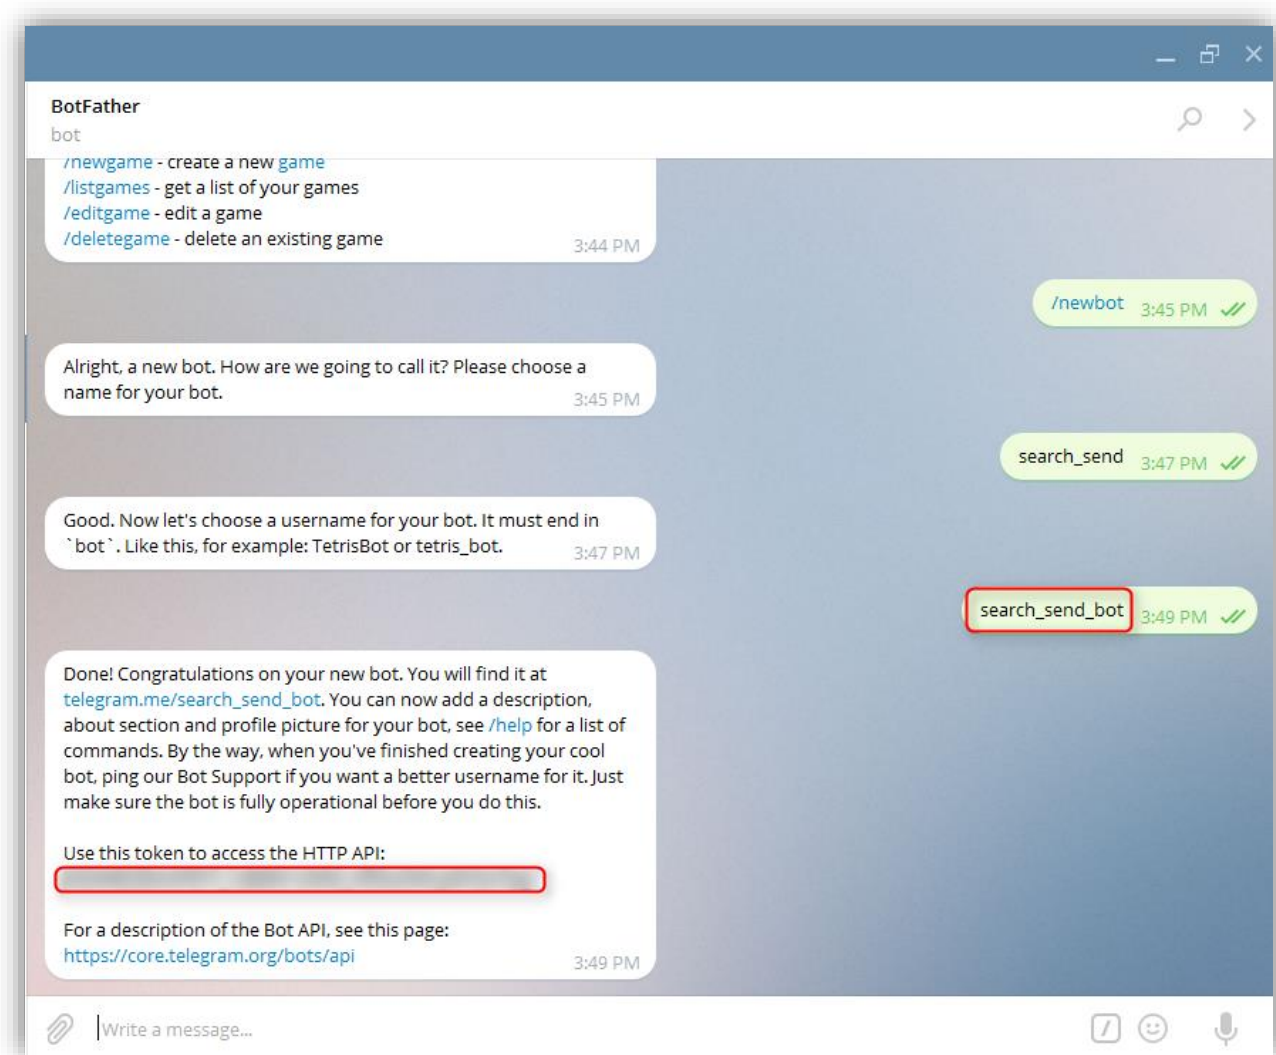 BotFather
bot
/newgame - create a new game
/listgames - get a list of your games
/editgame - edit a game
/deletegame - delete an existing game
3:44 PM
/newbot 3:45 PM
Alright, a new bot. How are we going to call it? Please choose a
name for your bot.
3:45 PM
search_send 3:47 PM
Good. Now let's choose a username for your bot. It must end in
`bot`. Like this, for example: TetrisBot or tetris_bot.
3:47 PM
search_send_bot 3:49 PM
Done! Congratulations on your new bot. You will find it at
telegram.me/search_send_bot. You can now add a description,
about section and profile picture for your bot, see /help for a list of
commands. By the way, when you've finished creating your cool
bot, ping our Bot Support if you want a better username for it. Just
make sure the bot is fully operational before you do this.
Use this token to access the HTTP API:
For a description of the Bot API, see this page:
https://core.telegram.org/bots/api
3:49 PM
Write a message...